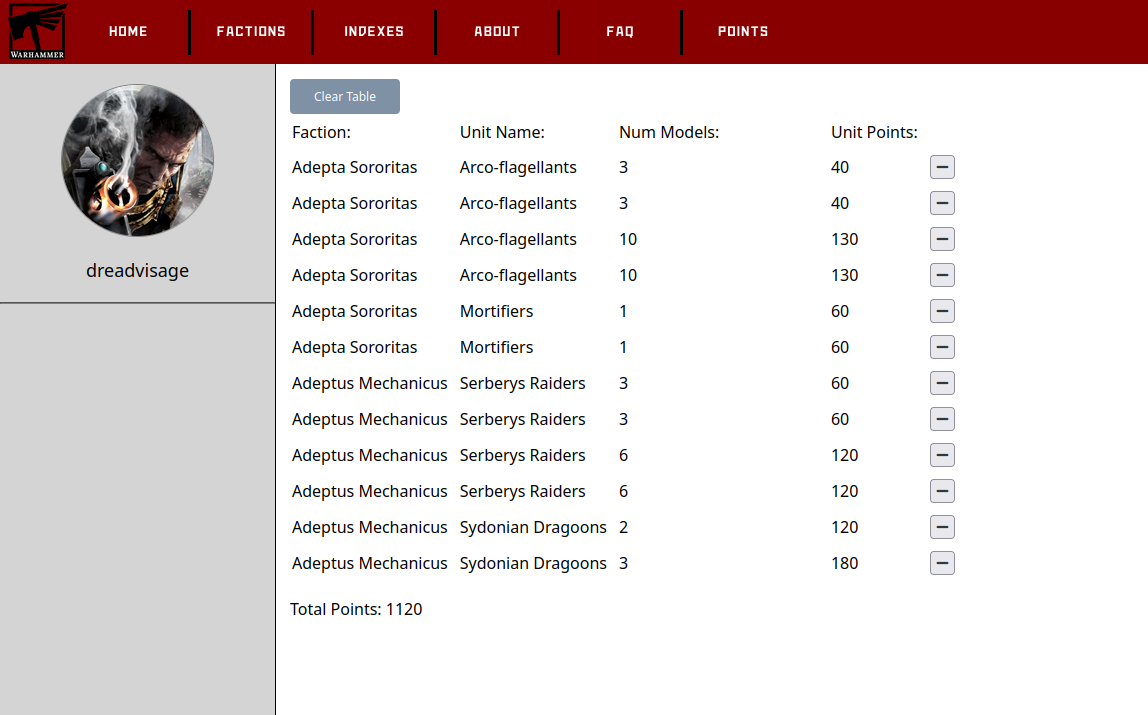 WARHAMMER
HOME FACTIONS INDEXES ABOUT FAQ POINTS
dreadvisage
Clear Table
Faction: Unit Name: Num Models: Unit Points:
Adepta Sororitas Arco-flagellants 3 40
Adepta Sororitas Arco-flagellants 3 40
Adepta Sororitas Arco-flagellants 10 130
Adepta Sororitas Arco-flagellants 10 130
Adepta Sororitas Mortifiers 1 60
Adepta Sororitas Mortifiers 1 60
Adeptus Mechanicus Serberys Raiders 3 60
Adeptus Mechanicus Serberys Raiders 3 60
Adeptus Mechanicus Serberys Raiders 6 120
Adeptus Mechanicus Serberys Raiders 6 120
Adeptus Mechanicus Sydonian Dragoons 2 120
Adeptus Mechanicus Sydonian Dragoons 3 180
Total Points: 1120